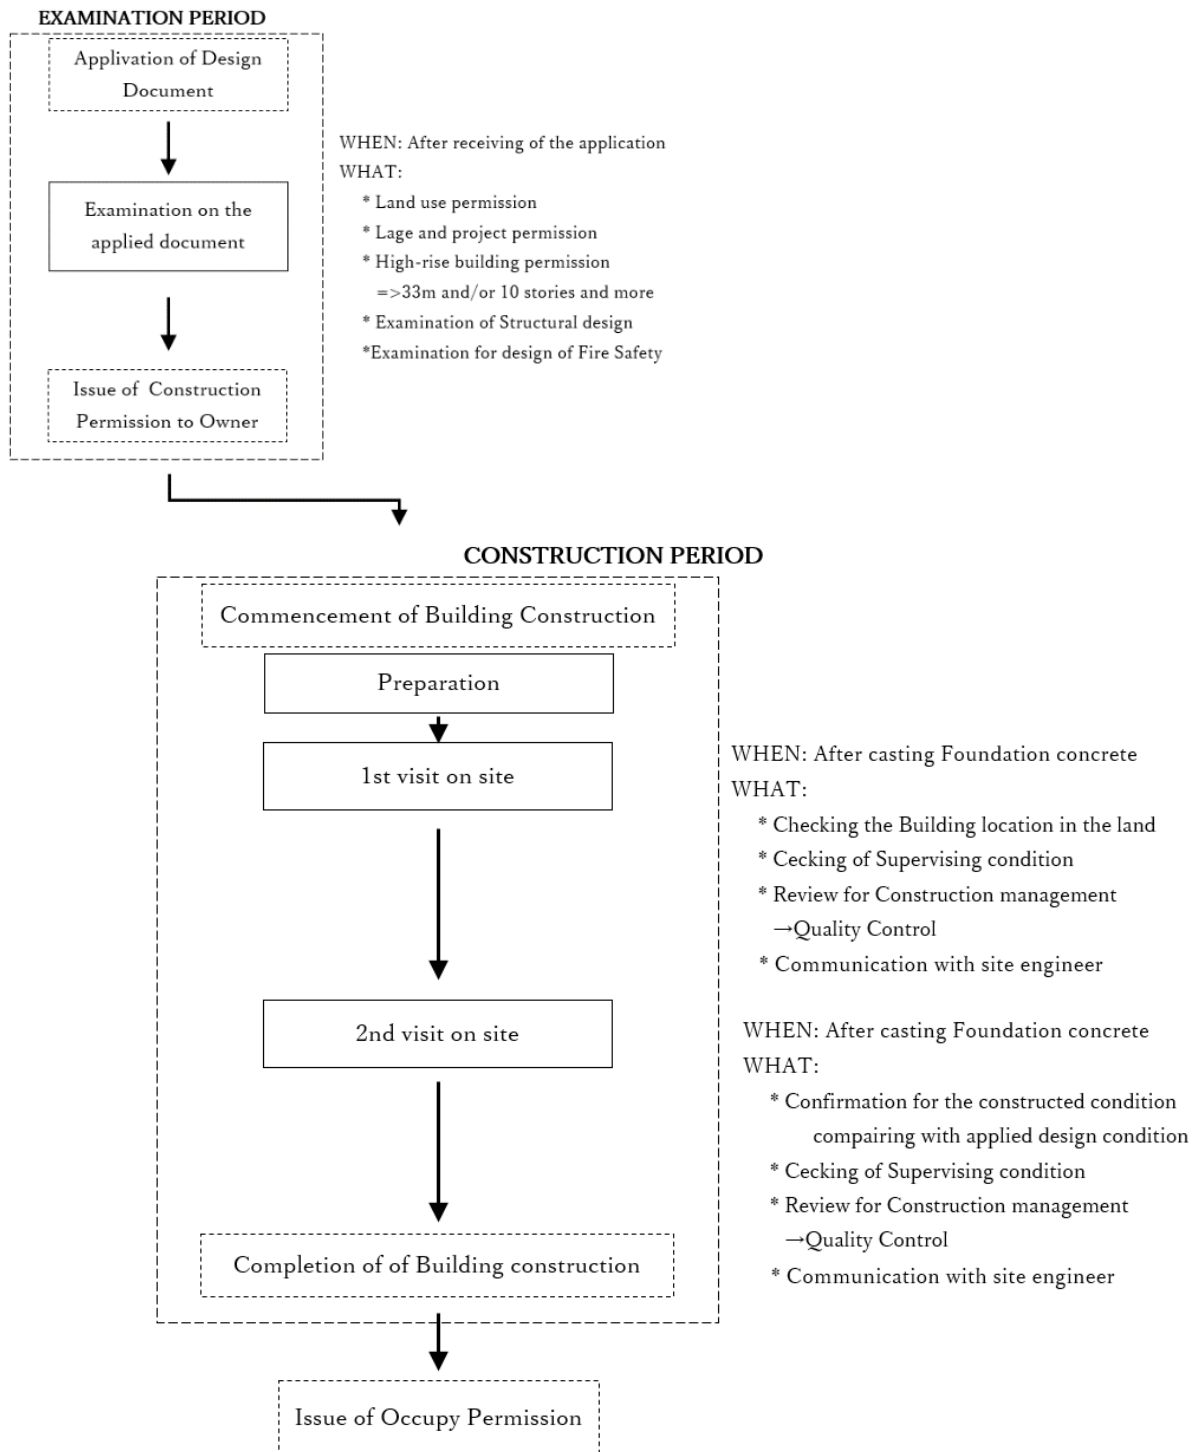 EXAMINATION PERIOD
Applivation of Design
Document
Examination on the
applied document
Issue of Construction
Permission to Owner
WHEN: After receiving of the application
WHAT:
* Land use permission
* Lage and project permission
* High-rise building permission
=>33m and/or 10 stories and more
* Examination of Structural design
*Examination for design of Fire Safety
CONSTRUCTION PERIOD
Commencement of Building Construction
Preparation
1st visit on site
WHEN: After casting Foundation concrete
WHAT:
* Checking the Building location in the land
* Cecking of Supervising condition
* Review for Construction management
→Quality Control
* Communication with site engineer
2nd visit on site
WHEN: After casting Foundation concrete
WHAT:
* Confirmation for the constructed condition
compairing with applied design condition
* Cecking of Supervising condition
* Review for Construction management
→Quality Control
* Communication with site engineer
Completion of of Building construction
Issue of Occupy Permission